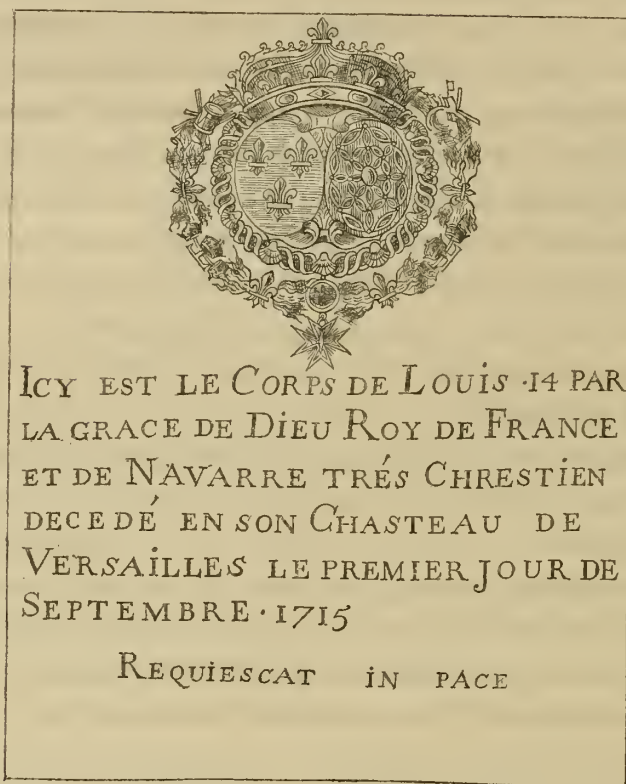 Icy est le Corps de Louis ·14 par
la grace de Dieu Roy de France
et de Navarre trés Chrestien
decedé en son Chasteau de
Versailles le premier jour de
Septembre · 1715
Requiescat in pace